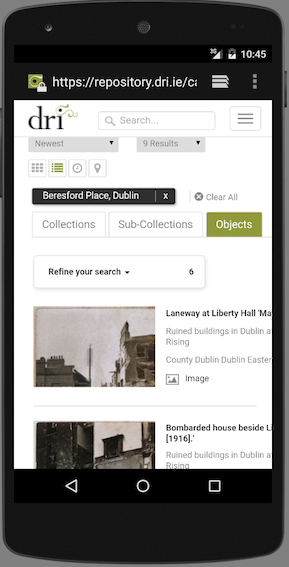 3G 10:45
https://repository.dri.ie/ca
dri
Search...
Newest
9 Results
Beresford Place, Dublin x
Clear All
Collections
Sub-Collections
Objects
Refine your search 6
Laneway at Liberty Hall 'Ma
Ruined buildings in Dublin a
Rising
County Dublin Dublin Easter
Image
Bombarded house beside Li
[1916].'
Ruined buildings in Dublin a
Rising